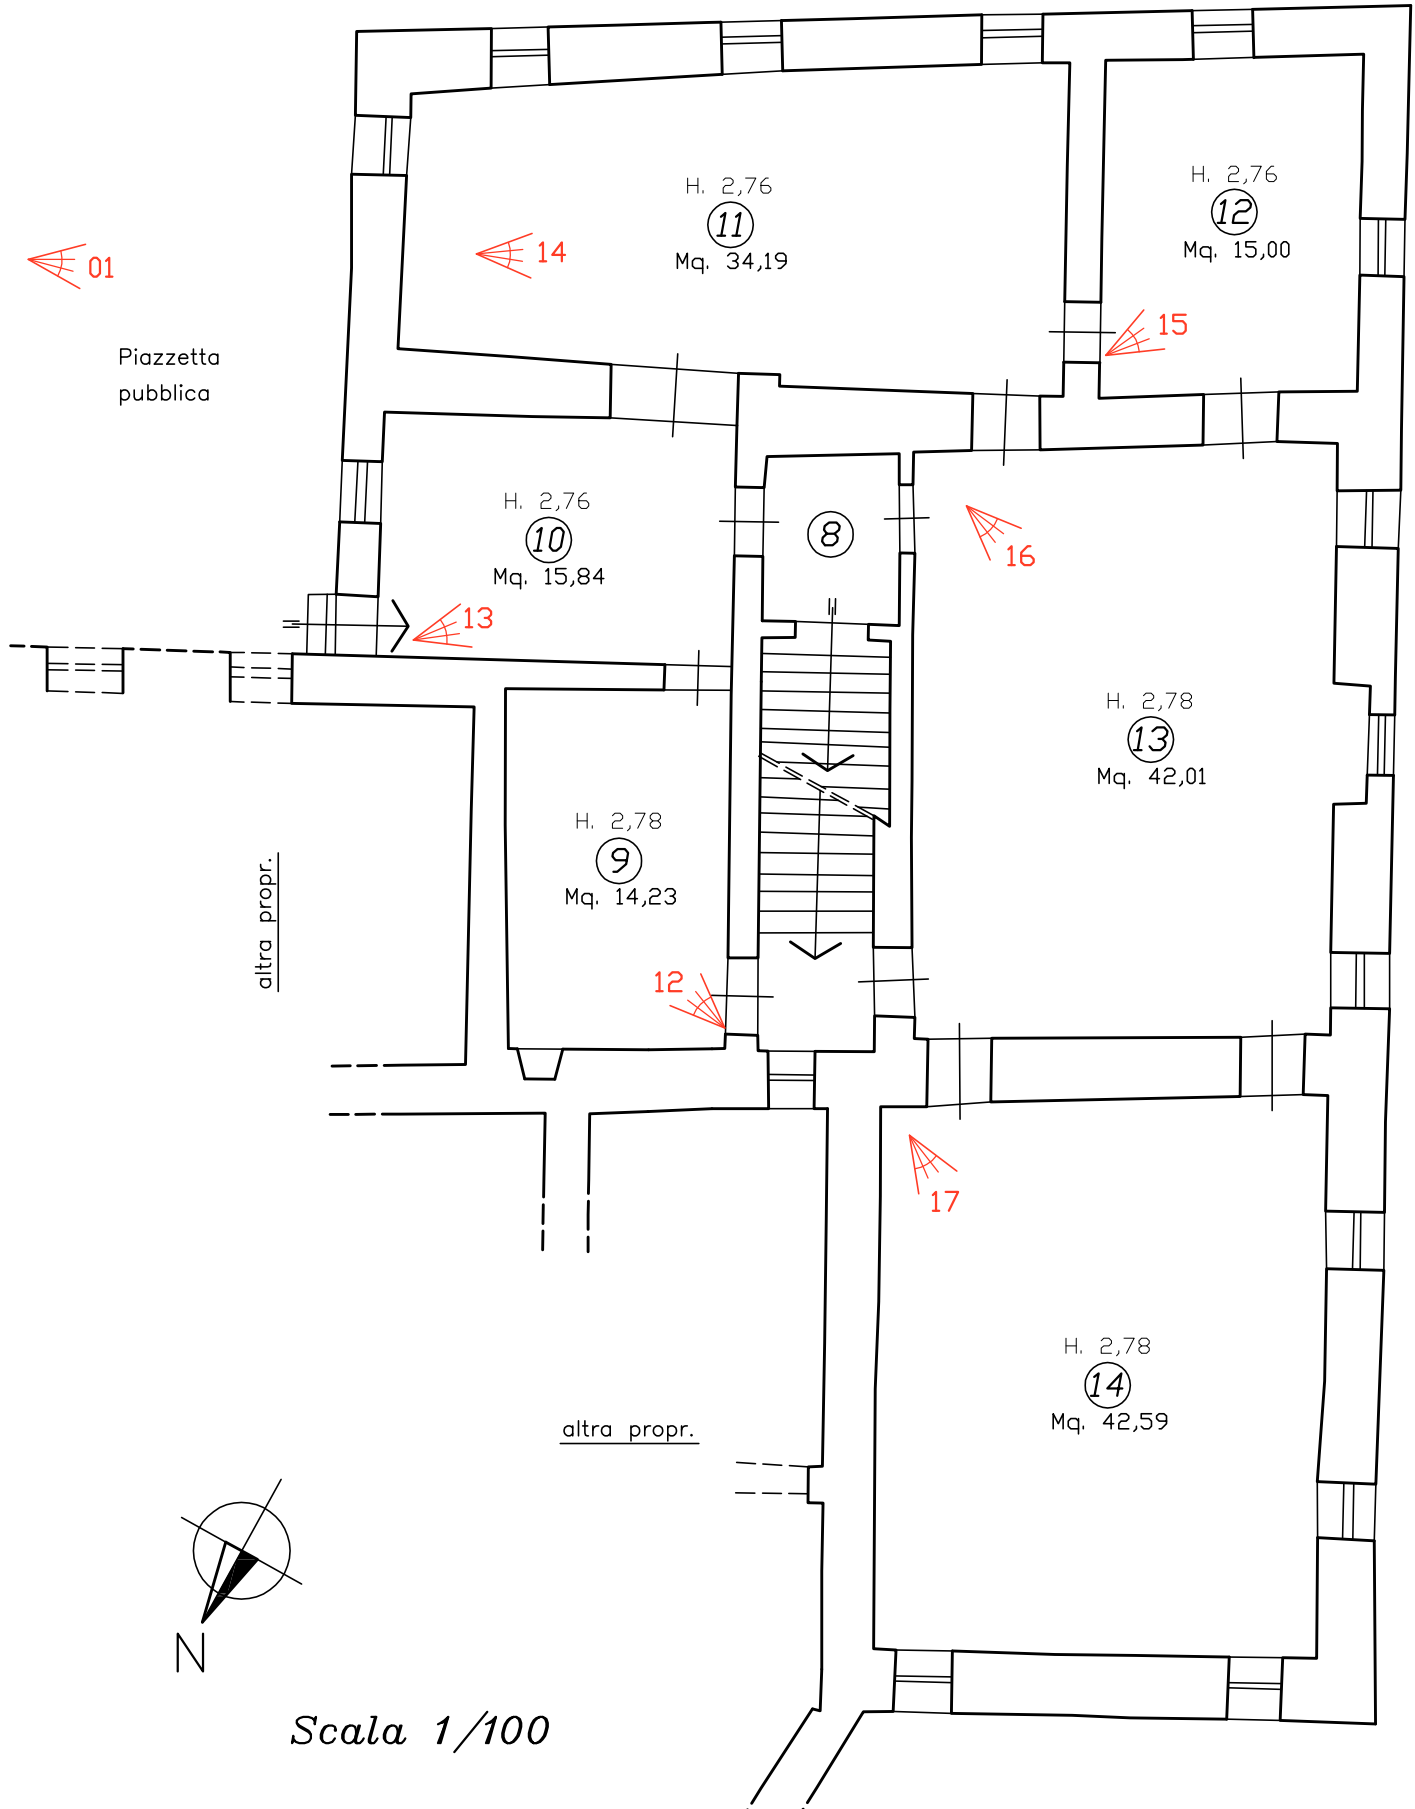 H. 2,76
11
Mq. 34,19
H. 2,76
12
Mq. 15,00
01
14
15
Piazzetta
pubblica
H. 2,76
10
Mq. 15,84
8
16
13
H. 2,78
13
Mq. 42,01
H. 2,78
9
Mq. 14,23
altra propr.
12
17
H. 2,78
14
Mq. 42,59
altra propr.
N
Scala 1/100